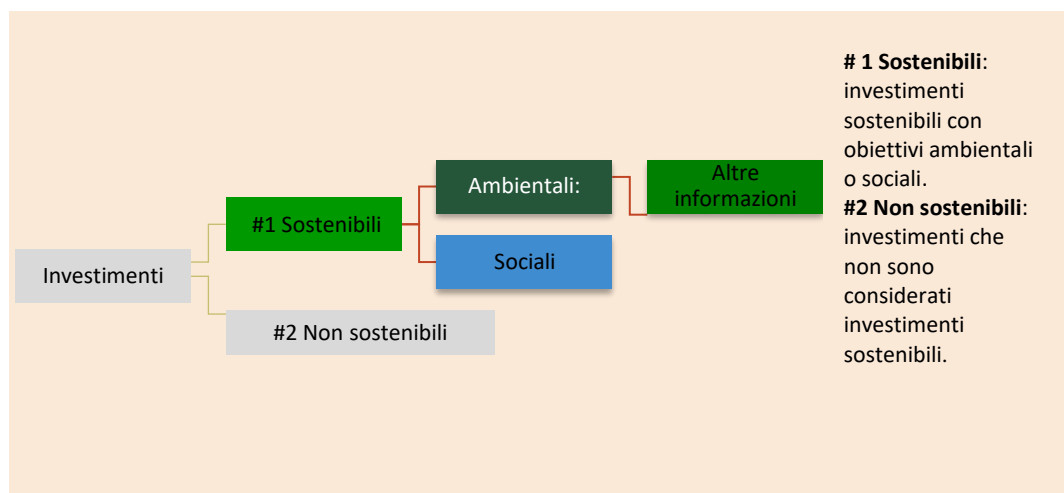 Investimenti
#1 Sostenibili
#2 Non sostenibili
Ambientali:
Sociali
Altre
informazioni
# 1 Sostenibili:
investimenti
sostenibili con
obiettivi ambientali
o sociali.
#2 Non sostenibili:
investimenti che
non sono
considerati
investimenti
sostenibili.